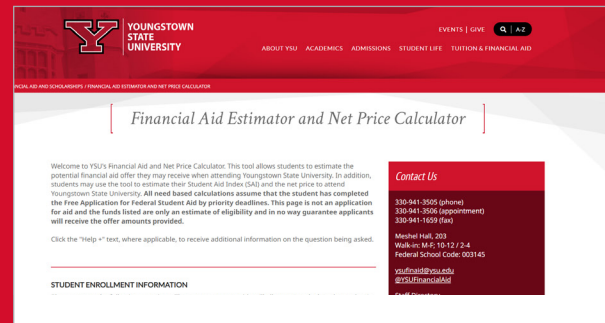 YOUNGSTOWN
STATE
UNIVERSITY
EVENTS | GIVE
A-Z
ABOUT YSU ACADEMICS ADMISSIONS STUDENT LIFE TUITION & FINANCIAL AID
AID AND SCHOLARSHIPS / FINANCIAL AID ESTIMATOR AND NET PRICE CALCULATOR
Financial Aid Estimator and Net Price Calculator
Welcome to YSU's Financial Aid and Net Price Calculator. This tool allows students to estimate the
potential financial aid offer they may receive when attending Youngstown State University. In addition,
students may use the tool to estimate their Student Aid Index (SAI) and the net price to attend
Youngstown State University. All need based calculations assume that the student has completed
the Free Application for Federal Student Aid by priority deadlines. This page is not an application
for aid and the funds listed are only an estimate of eligibility and in no way guarantee applicants
will receive the offer amounts provided.
Click the "Help +" text, where applicable, to receive additional information on the question being asked.
STUDENT ENROLLMENT INFORMATION
Contact Us
330-941-3505 (phone)
330-941-3506 (appointment)
330-941-1659 (fax)
Meshel Hall, 203
Walk-in: M-F; 10-12 / 2-4
Federal School Code: 003145
ysufinaid@ysu.edu
@YSUFinancialAid
Staff Directory